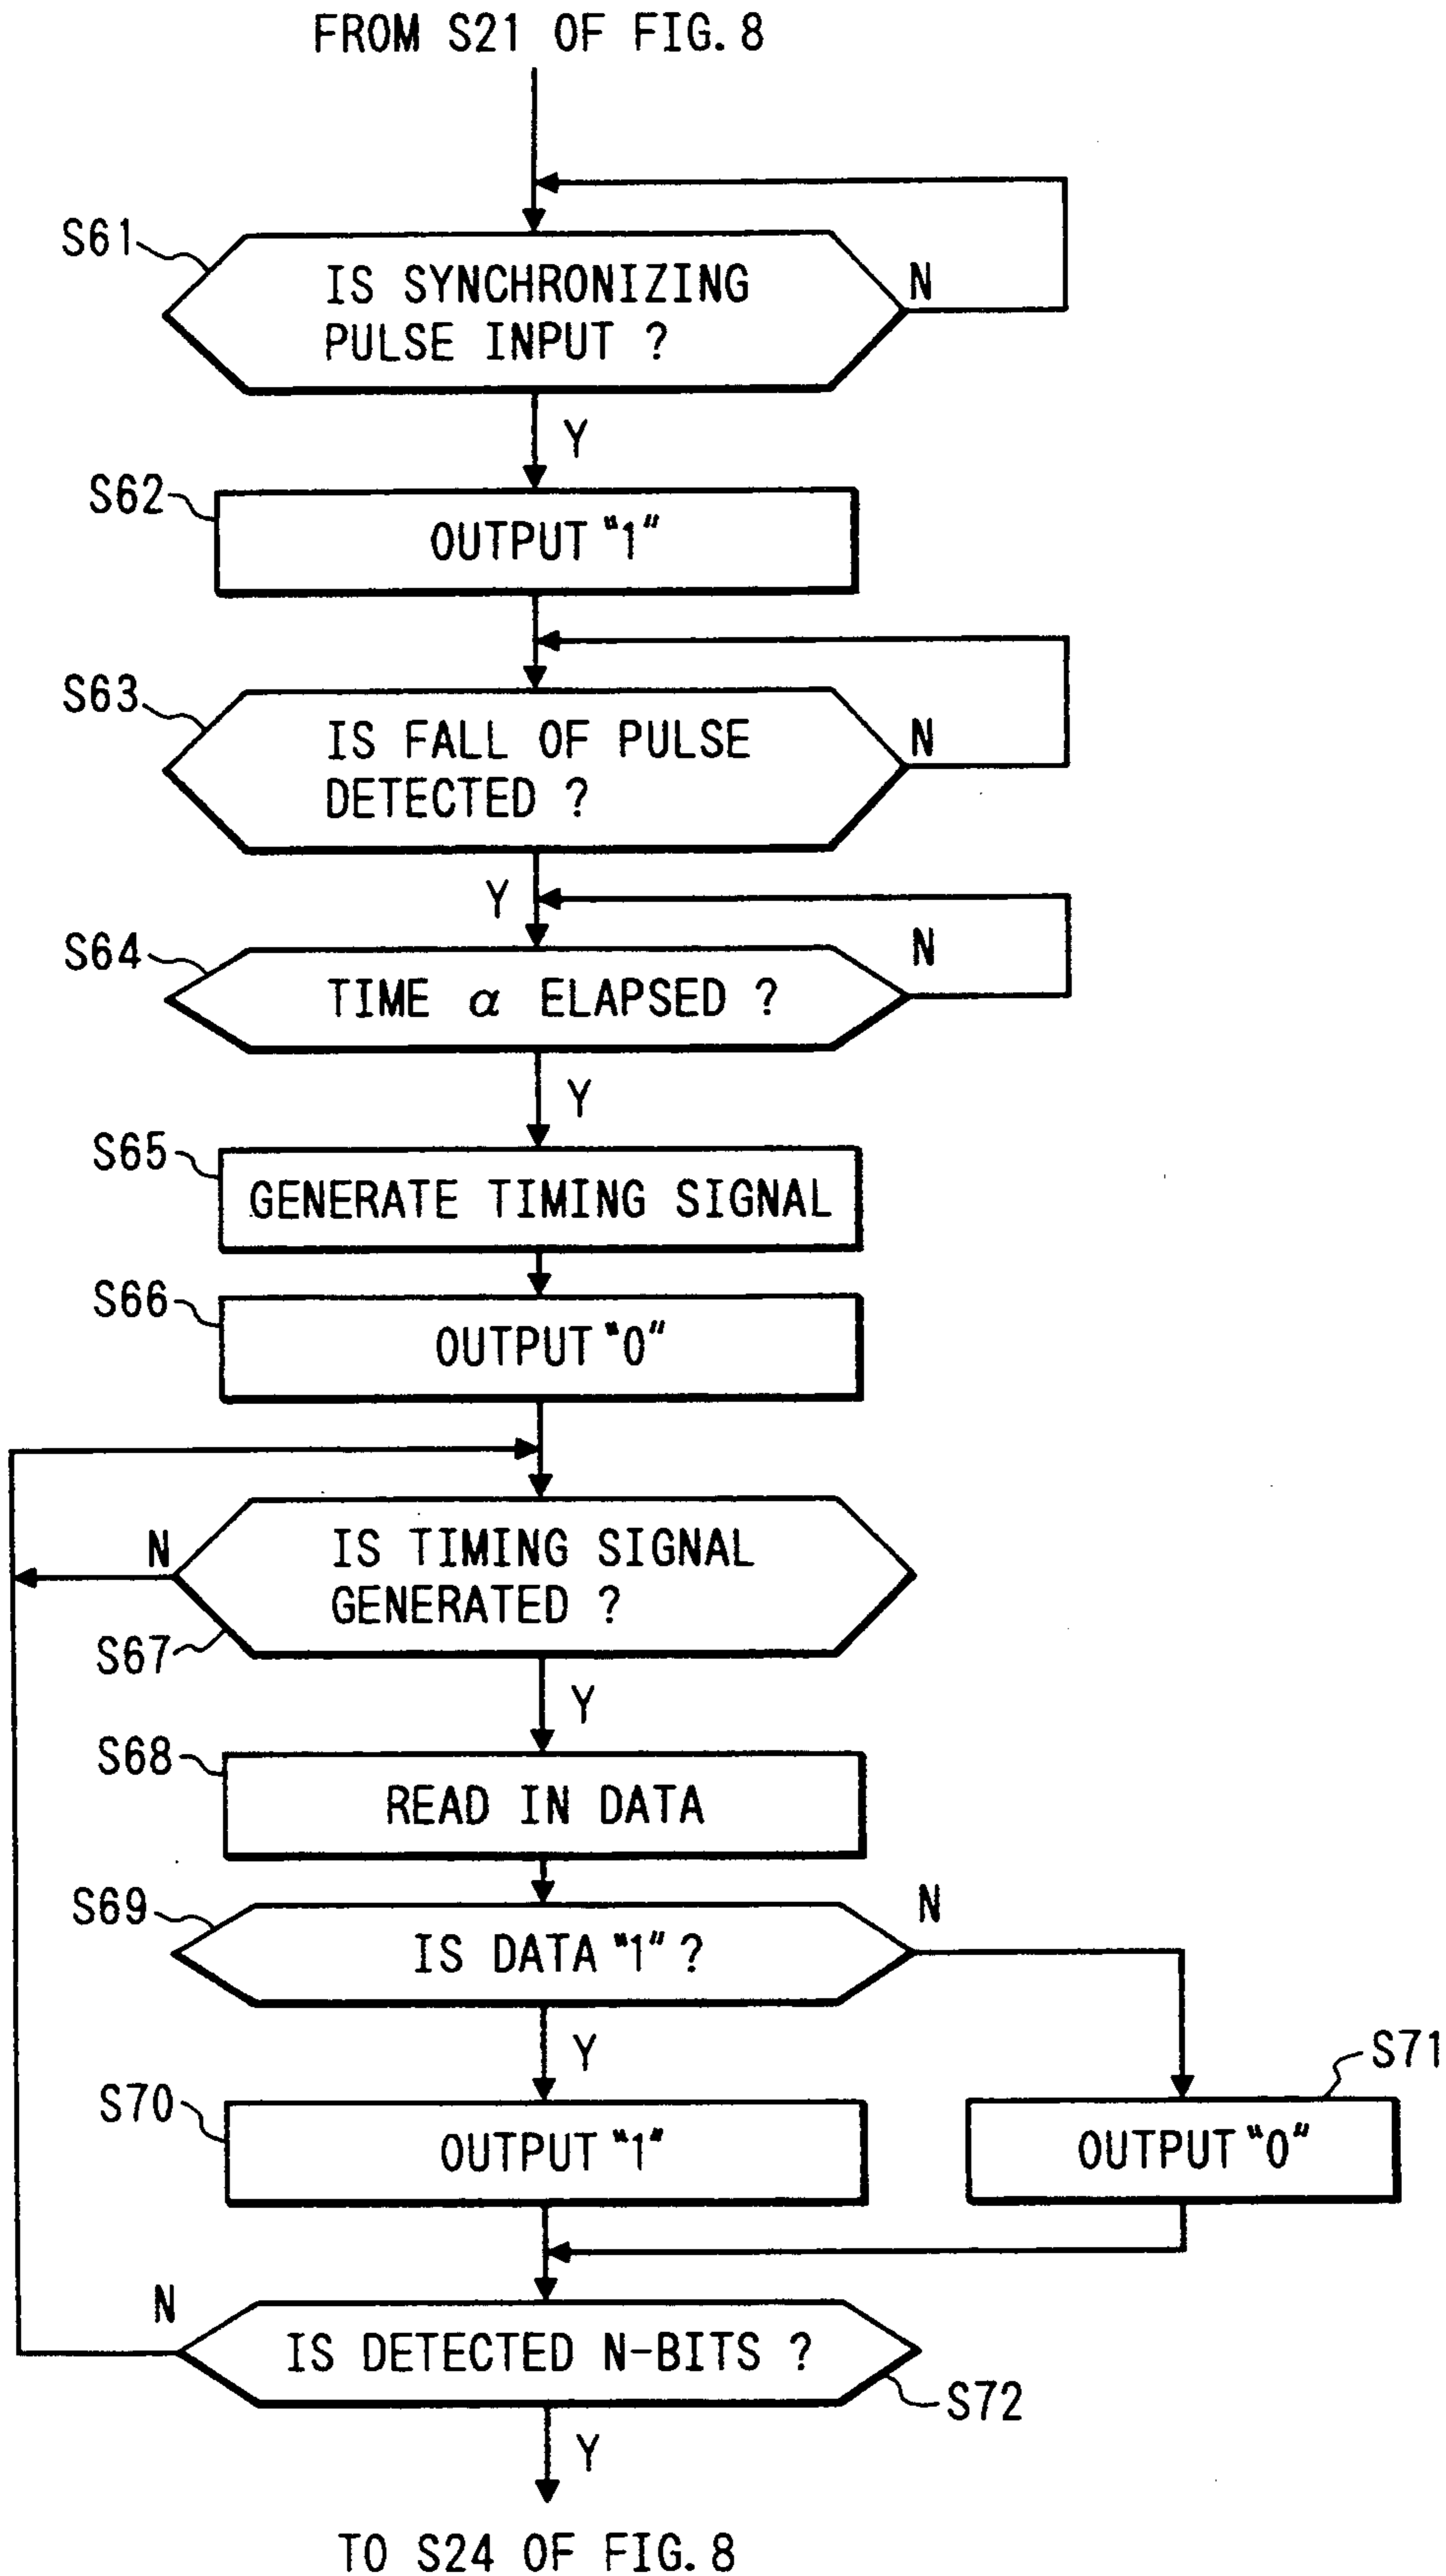 FROM S21 OF FIG. 8
S61
IS SYNCHRONIZING
PULSE INPUT ?
N
Y
S62
OUTPUT "1"
S63
IS FALL OF PULSE
DETECTED ?
N
Y
S64
TIME α ELAPSED ?
N
Y
S65
GENERATE TIMING SIGNAL
S66
OUTPUT "0"
N
IS TIMING SIGNAL
GENERATED ?
S67
Y
S68
READ IN DATA
S69
IS DATA "1" ?
N
Y
S70
OUTPUT "1"
S71
OUTPUT "0"
N
IS DETECTED N-BITS ?
S72
Y
TO S24 OF FIG. 8